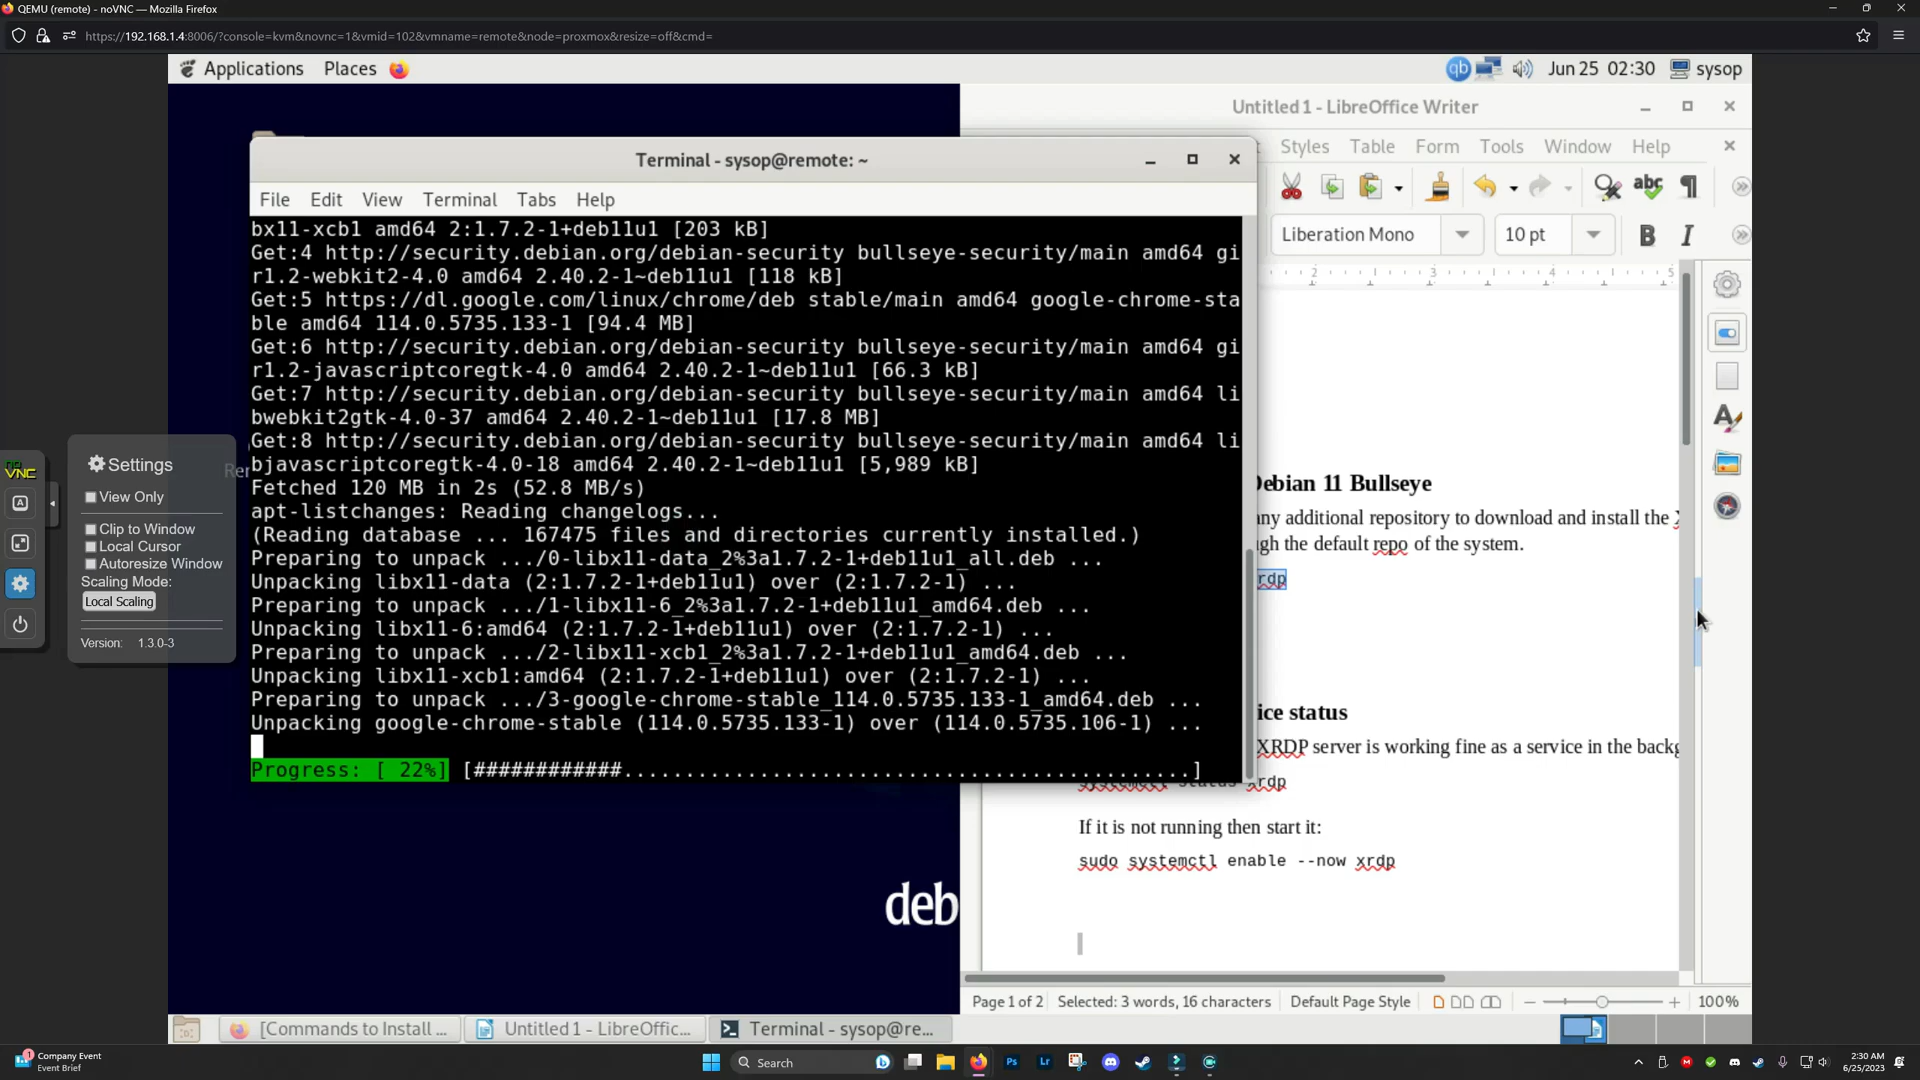 QEMU (remote) - noVNC — Mozilla Firefox
https://192.168.1.4:8006/?console=kvm&novnc=1&vmid=102&vmname=remote&node=proxmox&resize=off&cmd=
Applications Places
qb Jun 25 02:30 sysop
Untitled 1 - LibreOffice Writer
Terminal - sysop@remote: ~
Styles Table Form Tools Window Help
File Edit View Terminal Tabs Help
Liberation Mono 10 pt B I
bx11-xcb1 amd64 2:1.7.2-1+deb11u1 [203 kB]
Get:4 http://security.debian.org/debian-security bullseye-security/main amd64 gi
r1.2-webkit2-4.0 amd64 2.40.2-1~deb11u1 [118 kB]
Get:5 https://dl.google.com/linux/chrome/deb stable/main amd64 google-chrome-sta
ble amd64 114.0.5735.133-1 [94.4 MB]
Get:6 http://security.debian.org/debian-security bullseye-security/main amd64 gi
r1.2-javascriptcoregtk-4.0 amd64 2.40.2-1~deb11u1 [66.3 kB]
Get:7 http://security.debian.org/debian-security bullseye-security/main amd64 li
bwebkit2gtk-4.0-37 amd64 2.40.2-1~deb11u1 [17.8 MB]
Get:8 http://security.debian.org/debian-security bullseye-security/main amd64 li
bjavascriptcoregtk-4.0-18 amd64 2.40.2-1~deb11u1 [5,989 kB]
Fetched 120 MB in 2s (52.8 MB/s)
apt-listchanges: Reading changelogs...
(Reading database ... 167475 files and directories currently installed.)
Preparing to unpack .../0-libx11-data_2%3a1.7.2-1+deb11u1_all.deb ...
Unpacking libx11-data (2:1.7.2-1+deb11u1) over (2:1.7.2-1) ...
Preparing to unpack .../1-libx11-6_2%3a1.7.2-1+deb11u1_amd64.deb ...
Unpacking libx11-6:amd64 (2:1.7.2-1+deb11u1) over (2:1.7.2-1) ...
Preparing to unpack .../2-libx11-xcb1_2%3a1.7.2-1+deb11u1_amd64.deb ...
Unpacking libx11-xcb1:amd64 (2:1.7.2-1+deb11u1) over (2:1.7.2-1) ...
Preparing to unpack .../3-google-chrome-stable_114.0.5735.133-1_amd64.deb ...
Unpacking google-chrome-stable (114.0.5735.133-1) over (114.0.5735.106-1) ...
Progress: [ 22%] [############..............................................]
noVNC
Settings
View Only
Clip to Window
Local Cursor
Autoresize Window
Scaling Mode:
Local Scaling
Version: 1.3.0-3
Debian 11 Bullseye
any additional repository to download and install the
gh the default repo of the system.
rdp
ice status
XRDP server is working fine as a service in the backg
systemctl status xrdp
If it is not running then start it:
sudo systemctl enable --now xrdp
deb
Page 1 of 2 Selected: 3 words, 16 characters Default Page Style 100%
[Commands to Install ... Untitled 1 - LibreOffic... Terminal - sysop@re...
1 Company Event
Event Brief
Search
Ps Lr
2:30 AM
6/25/2023